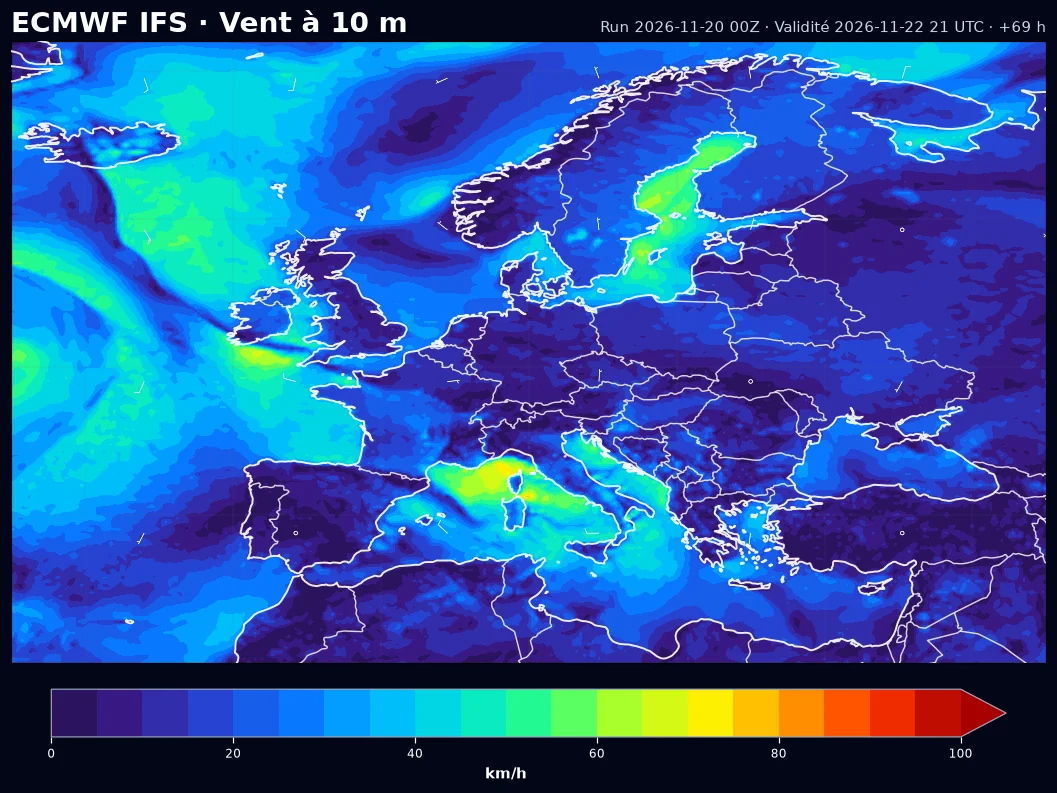 ECMWF IFS · Vent à 10 m
Run 2026-11-20 00Z · Validité 2026-11-22 21 UTC · +69 h
0 20 40 60 80 100
km/h